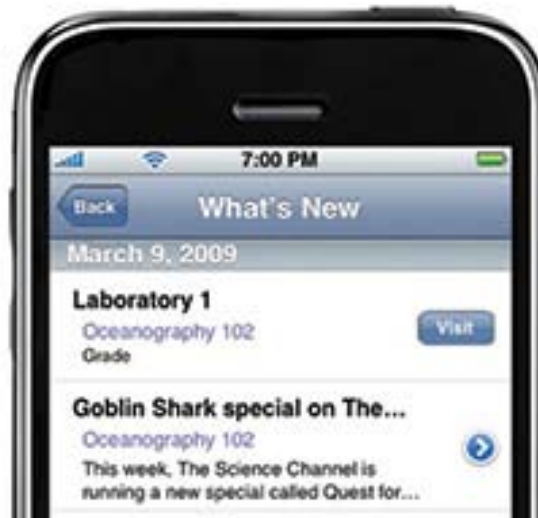 7:00 PM
Back
What's New
March 9, 2009
Laboratory 1
Visit
Oceanography 102
Grade
Goblin Shark special on The...
Oceanography 102
This week, The Science Channel is
running a new special called Quest for...